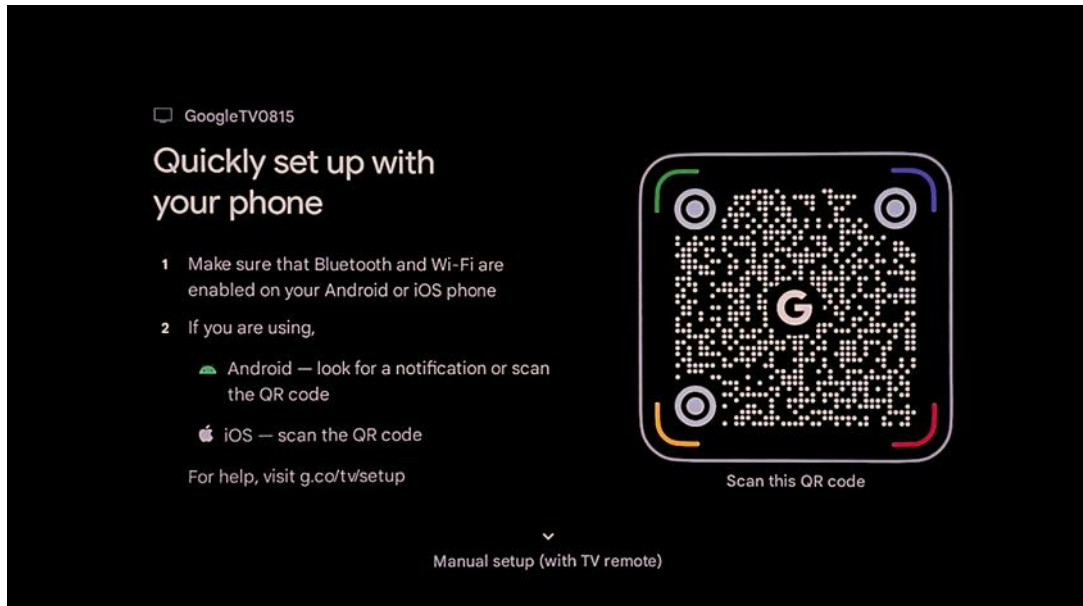 GoogleTV0815
Quickly set up with
your phone
1 Make sure that Bluetooth and Wi-Fi are
enabled on your Android or iOS phone
2 If you are using,
Android — look for a notification or scan
the QR code
iOS — scan the QR code
For help, visit g.co/tv/setup
G
Scan this QR code
Manual setup (with TV remote)